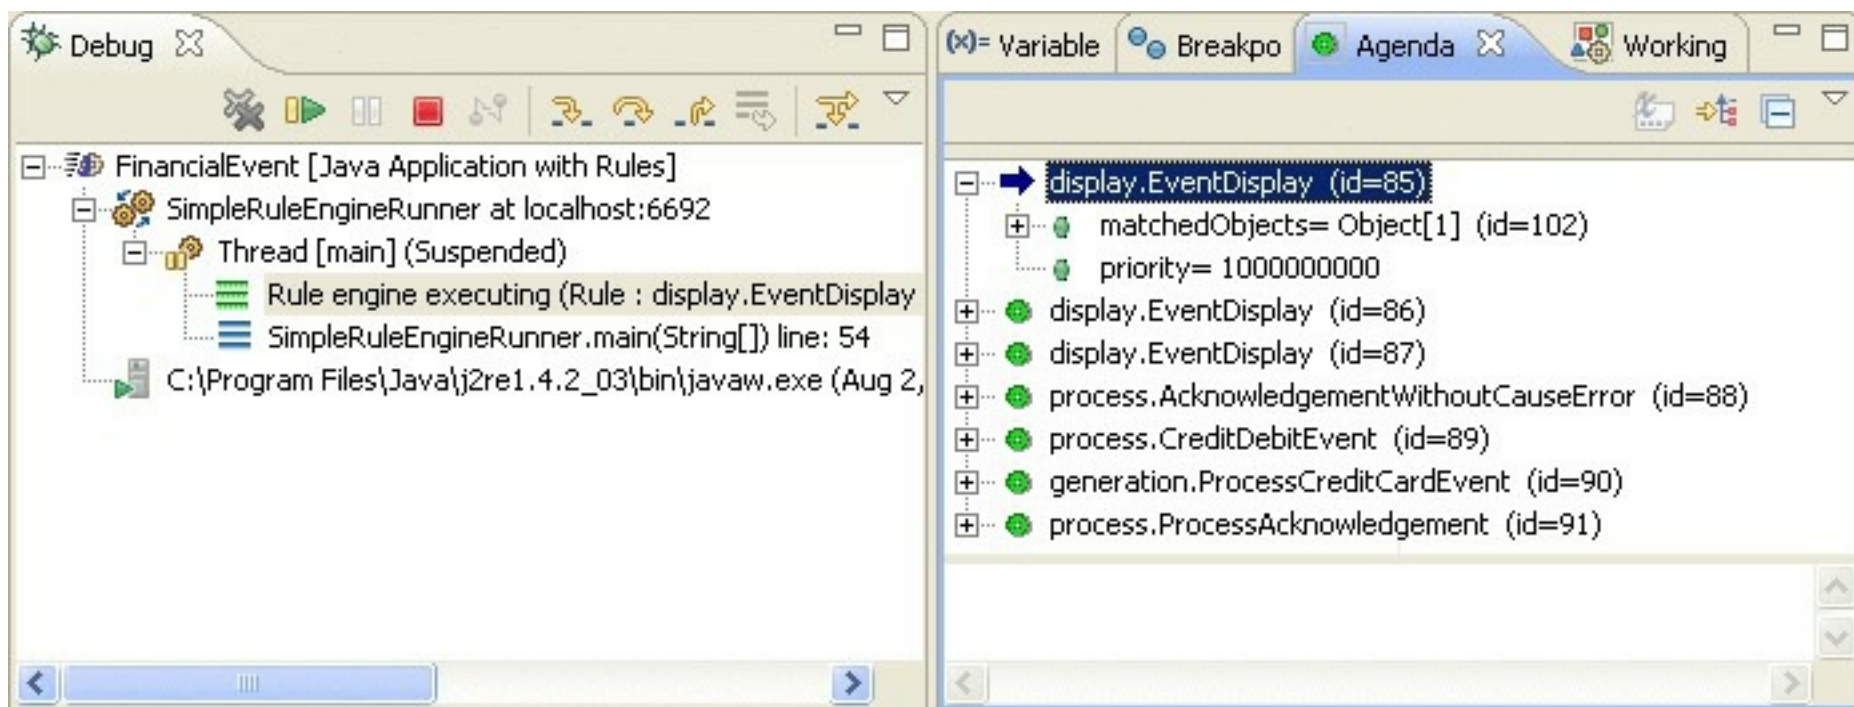 Debug
FinancialEvent [Java Application with Rules]
SimpleRuleEngineRunner at localhost:6692
Thread [main] (Suspended)
Rule engine executing (Rule : display.EventDisplay
SimpleRuleEngineRunner.main(String[]) line: 54
C:\Program Files\Java\j2re1.4.2_03\bin\javaw.exe (Aug 2,
(x)= Variable Breakpo Agenda Working
display.EventDisplay (id=85)
matchedObjects= Object[1] (id=102)
priority= 1000000000
display.EventDisplay (id=86)
display.EventDisplay (id=87)
process.AcknowledgementWithoutCauseError (id=88)
process.CreditDebitEvent (id=89)
generation.ProcessCreditCardEvent (id=90)
process.ProcessAcknowledgement (id=91)